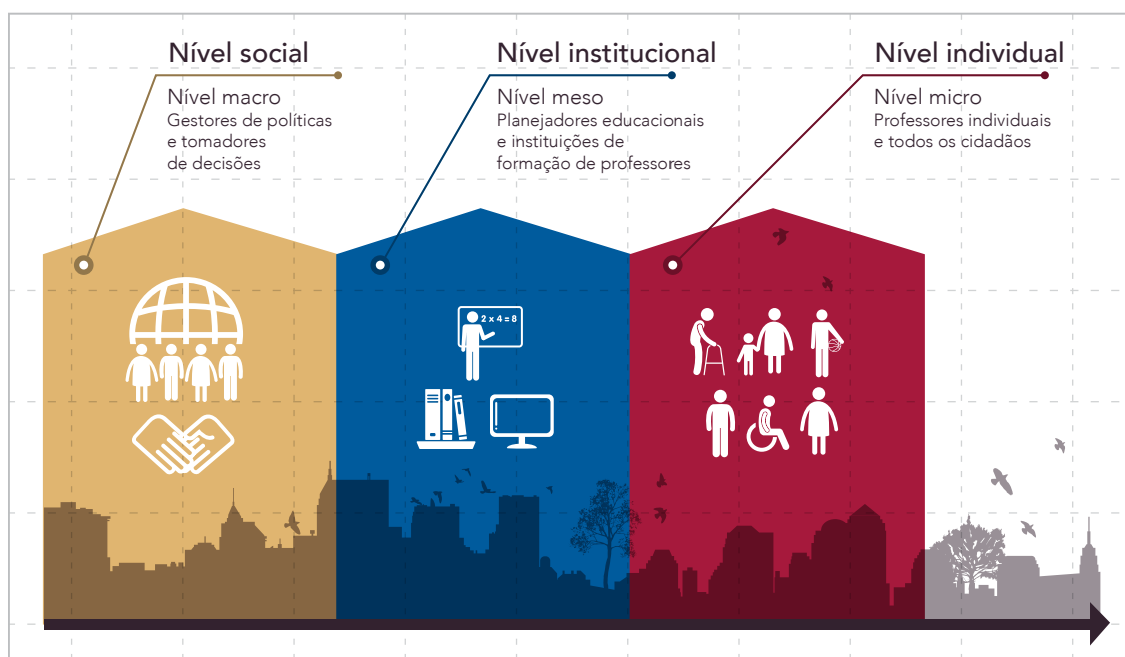 Nível social
Nível macro
Gestores de políticas
e tomadores
de decisões
Nível institucional
Nível meso
Planejadores educacionais
e instituições de
formação de professores
Nível individual
Nível micro
Professores individuais
e todos os cidadãos
2 x 4 = 8